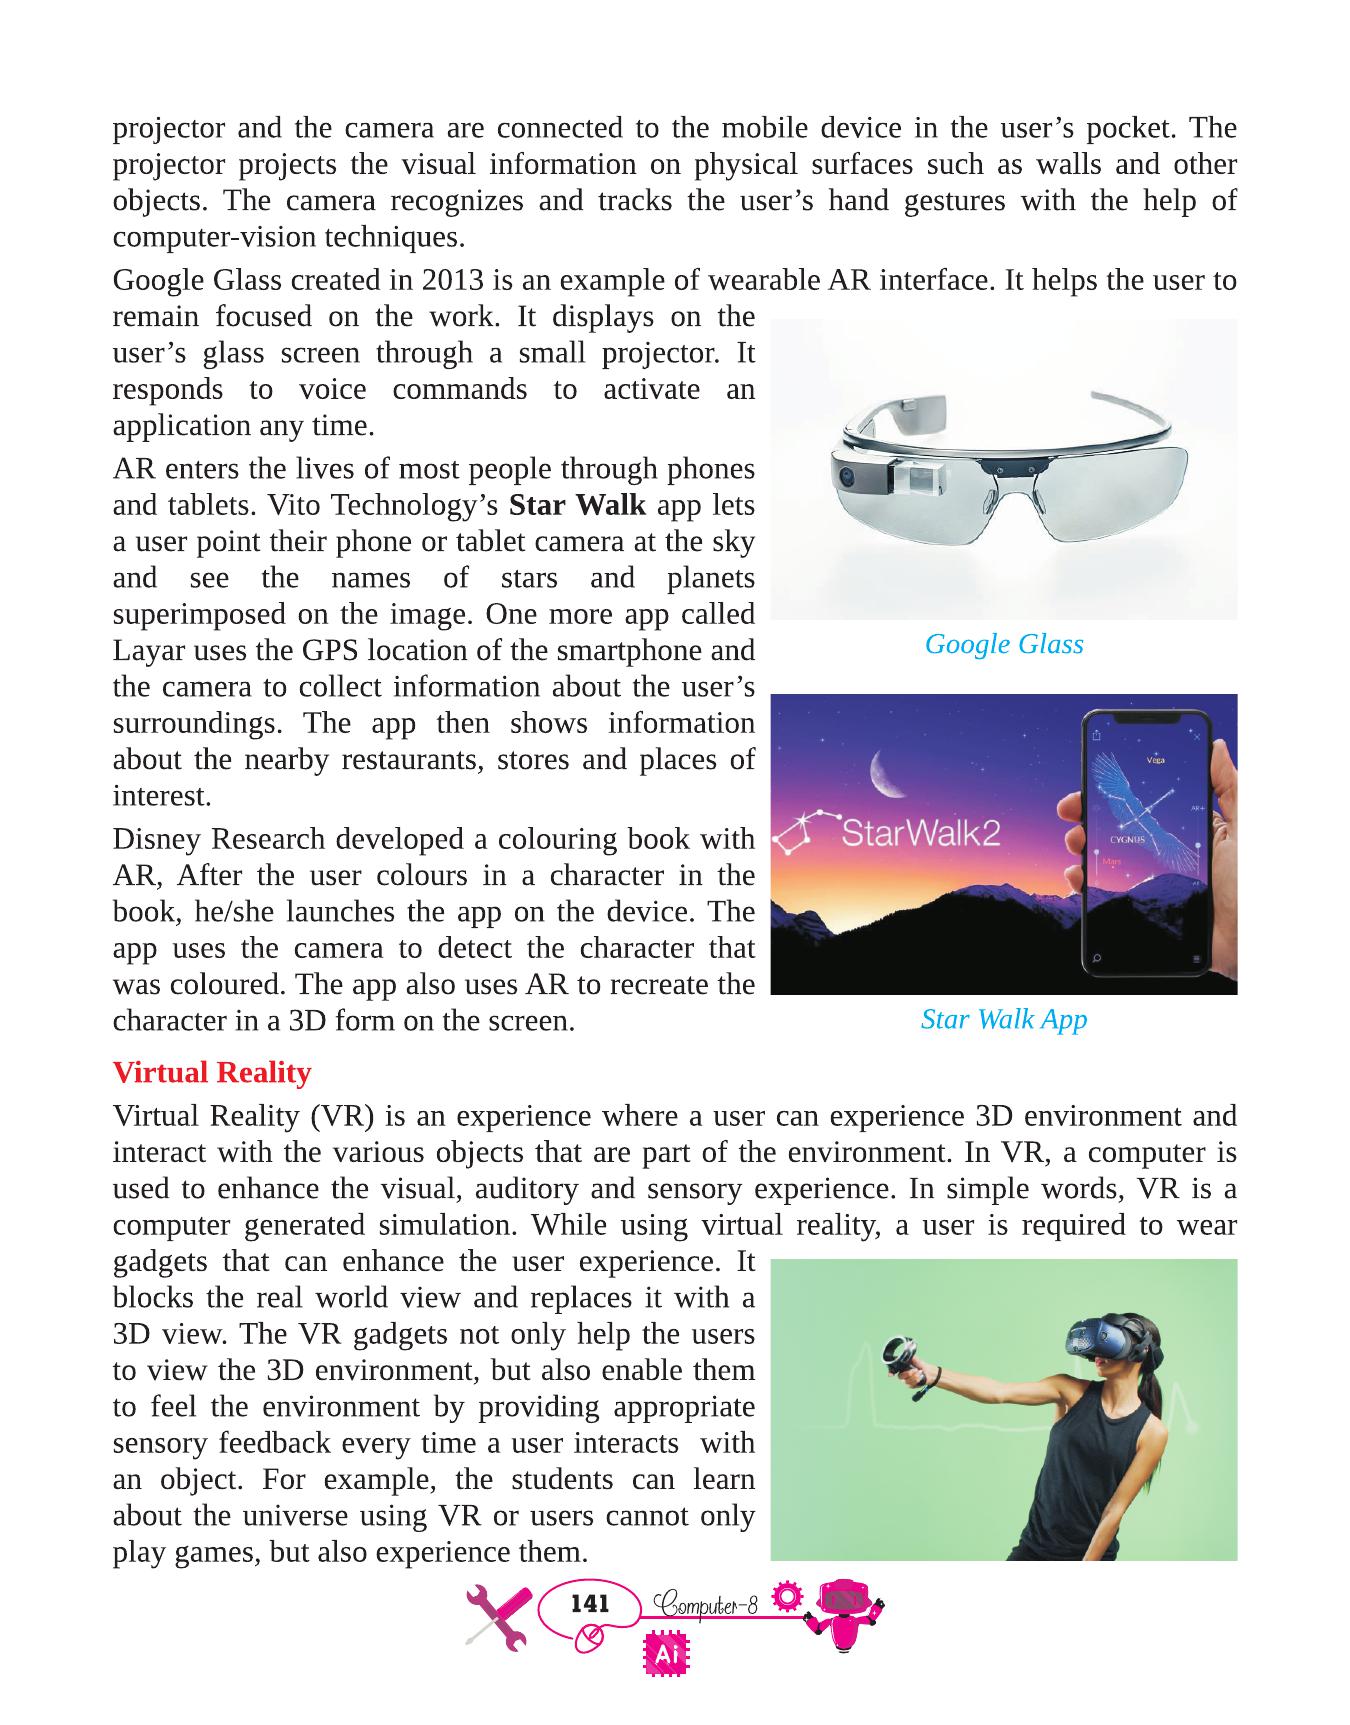 projector and the camera are connected to the mobile device in the user’s pocket. The
projector projects the visual information on physical surfaces such as walls and other
objects. The camera recognizes and tracks the user’s hand gestures with the help of
computer-vision techniques.
Google Glass created in 2013 is an example of wearable AR interface. It helps the user to
remain focused on the work. It displays on the
user’s glass screen through a small projector. It
responds to voice commands to activate an
application any time.
AR enters the lives of most people through phones
and tablets. Vito Technology’s Star Walk app lets
a user point their phone or tablet camera at the sky
and see the names of stars and planets
superimposed on the image. One more app called
Layar uses the GPS location of the smartphone and
the camera to collect information about the user’s
surroundings. The app then shows information
about the nearby restaurants, stores and places of
interest.
Google Glass
Disney Research developed a colouring book with
AR, After the user colours in a character in the
book, he/she launches the app on the device. The
app uses the camera to detect the character that
was coloured. The app also uses AR to recreate the
character in a 3D form on the screen.
StarWalk2
Vega
AR+
CYGNUS
Mars
Star Walk App
Virtual Reality
Virtual Reality (VR) is an experience where a user can experience 3D environment and
interact with the various objects that are part of the environment. In VR, a computer is
used to enhance the visual, auditory and sensory experience. In simple words, VR is a
computer generated simulation. While using virtual reality, a user is required to wear
gadgets that can enhance the user experience. It
blocks the real world view and replaces it with a
3D view. The VR gadgets not only help the users
to view the 3D environment, but also enable them
to feel the environment by providing appropriate
sensory feedback every time a user interacts with
an object. For example, the students can learn
about the universe using VR or users cannot only
play games, but also experience them.
141
Computer-8
Ai